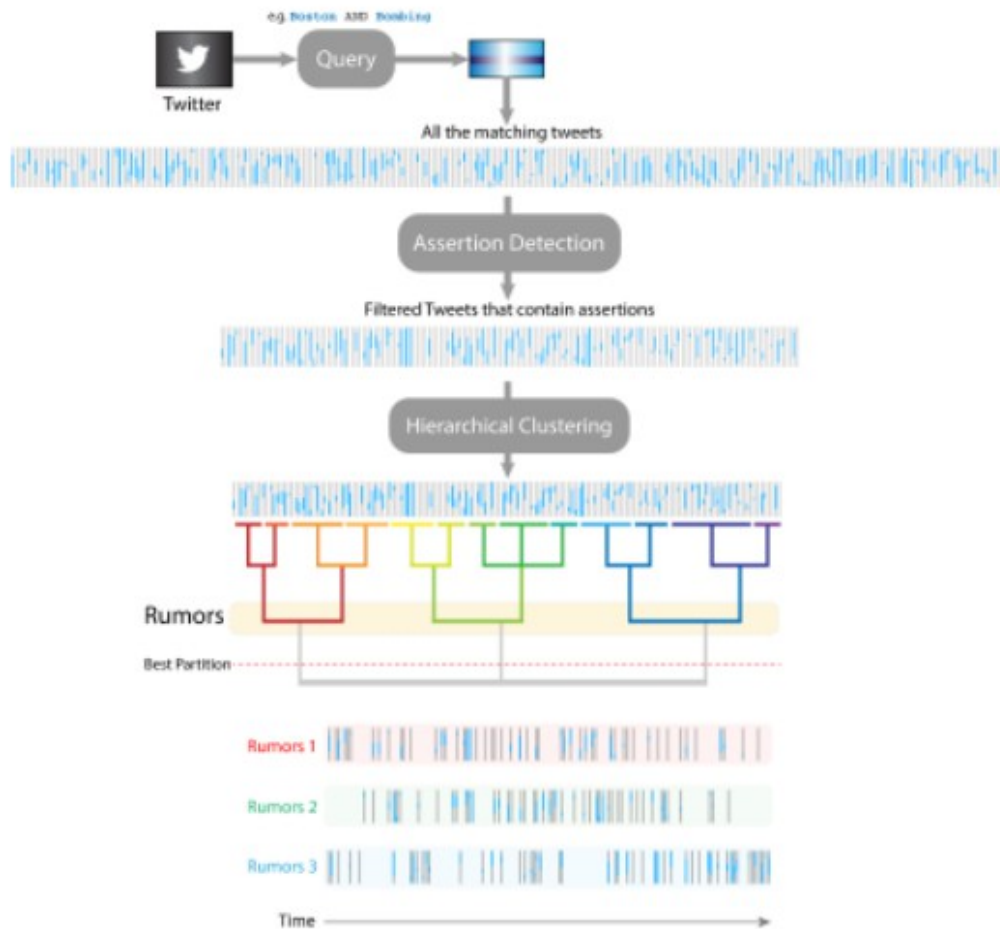 e.g. Boston AND Bombing
Query
Twitter
All the matching tweets
Assertion Detection
Filtered Tweets that contain assertions
Hierarchical Clustering
Rumors
Best Partition
Rumors 1
Rumors 2
Rumors 3
Time